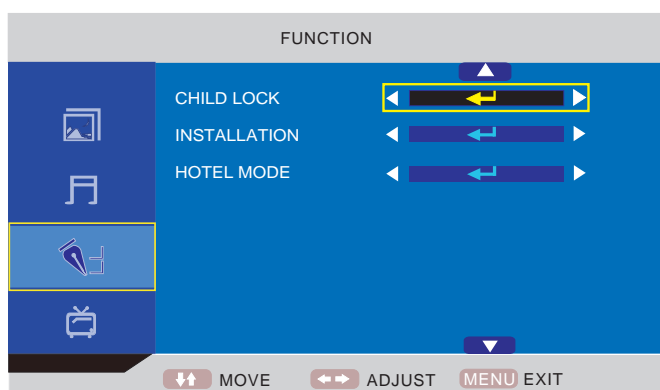 FUNCTION
CHILD LOCK
INSTALLATION
HOTEL MODE
MOVE ADJUST MENU EXIT